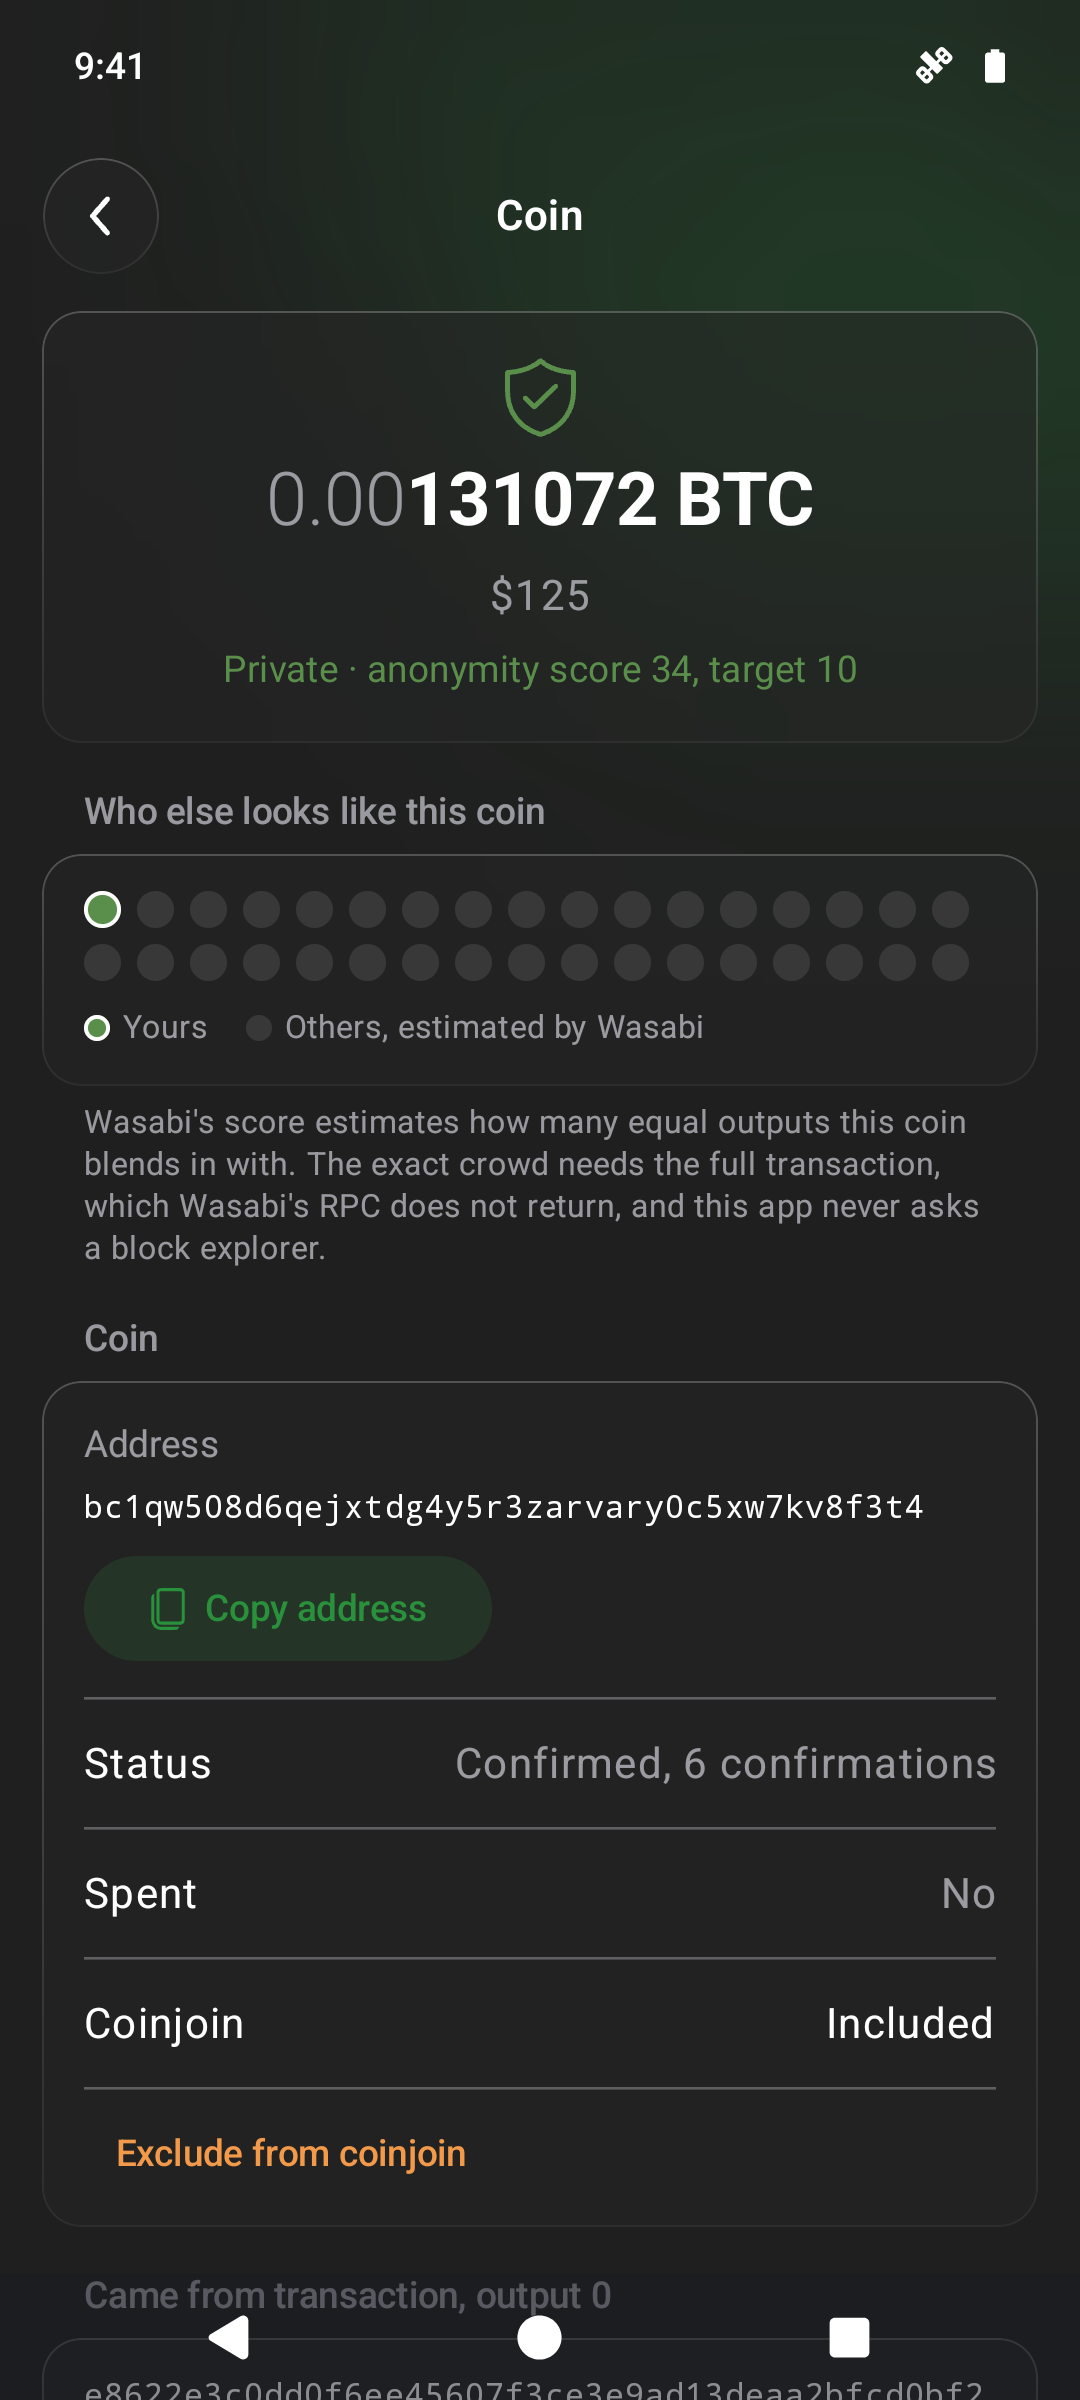 9:41
Coin
0.00131072 BTC
$125
Private · anonymity score 34, target 10
Who else looks like this coin
Yours
Others, estimated by Wasabi
Wasabi's score estimates how many equal outputs this coin
blends in with. The exact crowd needs the full transaction,
which Wasabi's RPC does not return, and this app never asks
a block explorer.
Coin
Address
bc1qw508d6qejxtdg4y5r3zarvary0c5xw7kv8f3t4
Copy address
Status
Confirmed, 6 confirmations
Spent
No
Coinjoin
Included
Exclude from coinjoin
Came from transaction, output 0
e8622e3c0dd0f6ee45607f3ce3e9ad13deaa2bfcd0bf2